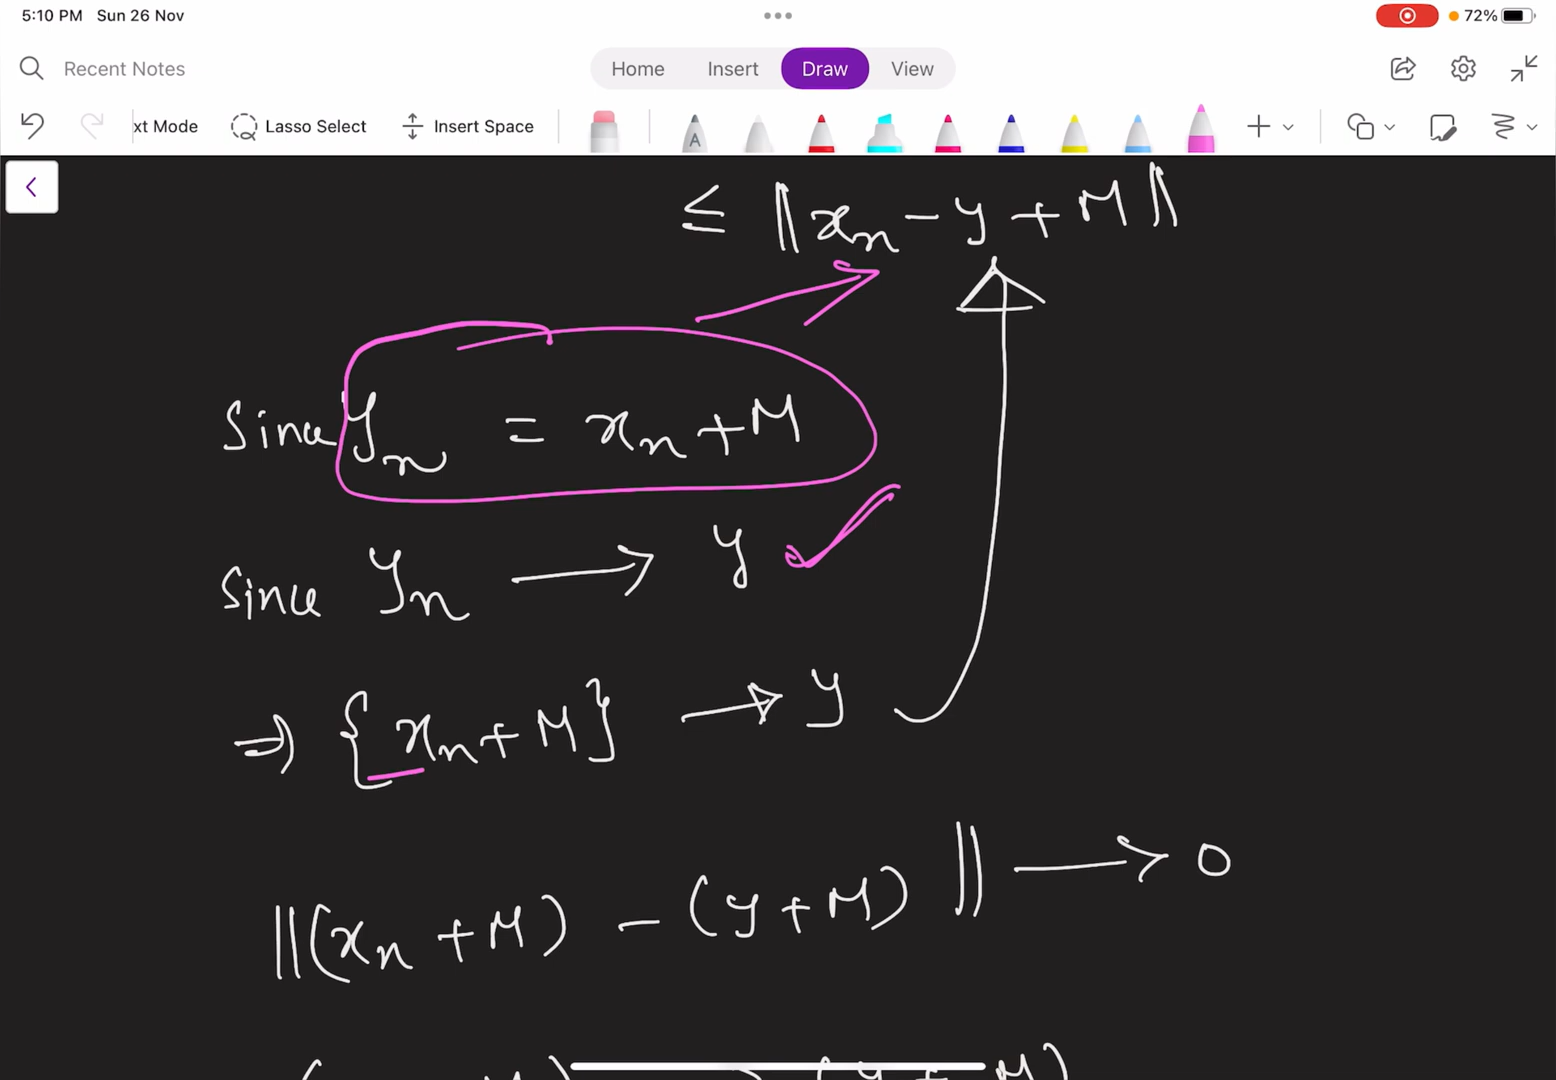 5:10 PM Sun 26 Nov
72%
Recent Notes
Home Insert Draw View
xt Mode Lasso Select Insert Space
A
≤ ‖xn − y + M‖
Since Yn = xn + M
Since Yn → y
⇒ {xn + M} → y
‖(xn + M) − (y + M)‖ → 0